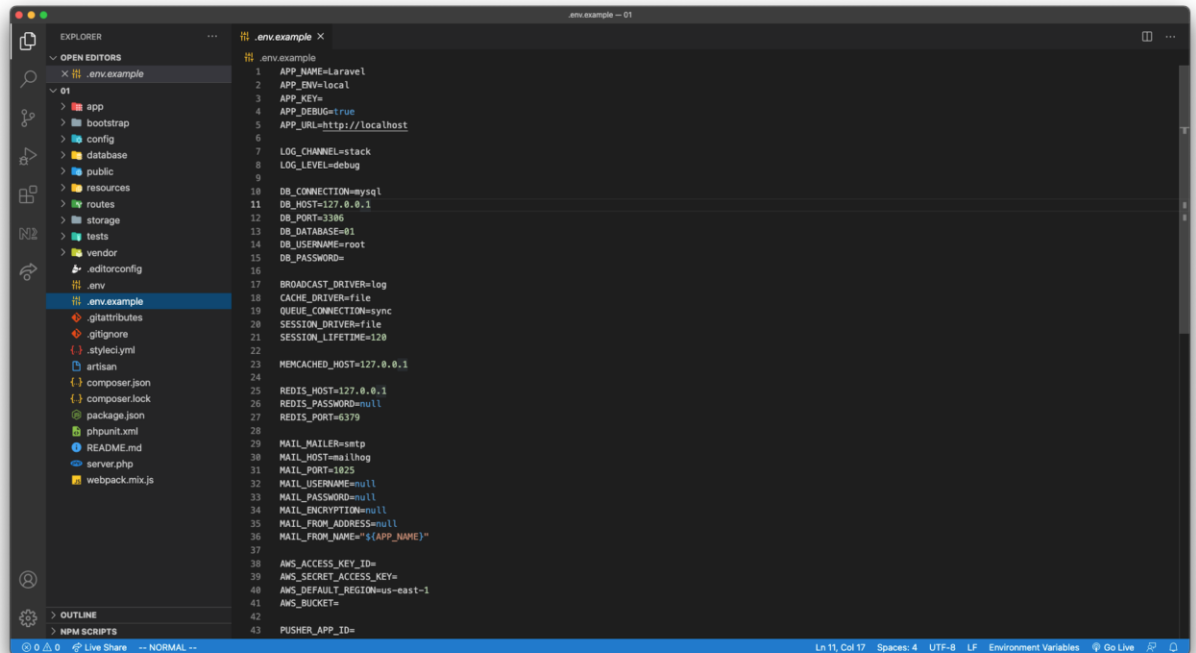 .env.example — 01
EXPLORER
OPEN EDITORS
.env.example
01
app
bootstrap
config
database
public
resources
routes
storage
tests
vendor
.editorconfig
.env
.env.example
.gitattributes
.gitignore
.styleci.yml
artisan
composer.json
composer.lock
package.json
phpunit.xml
README.md
server.php
webpack.mix.js
OUTLINE
NPM SCRIPTS
.env.example
.env.example
1 APP_NAME=Laravel
2 APP_ENV=local
3 APP_KEY=
4 APP_DEBUG=true
5 APP_URL=http://localhost
6
7 LOG_CHANNEL=stack
8 LOG_LEVEL=debug
9
10 DB_CONNECTION=mysql
11 DB_HOST=127.0.0.1
12 DB_PORT=3306
13 DB_DATABASE=01
14 DB_USERNAME=root
15 DB_PASSWORD=
16
17 BROADCAST_DRIVER=log
18 CACHE_DRIVER=file
19 QUEUE_CONNECTION=sync
20 SESSION_DRIVER=file
21 SESSION_LIFETIME=120
22
23 MEMCACHED_HOST=127.0.0.1
24
25 REDIS_HOST=127.0.0.1
26 REDIS_PASSWORD=null
27 REDIS_PORT=6379
28
29 MAIL_MAILER=smtp
30 MAIL_HOST=mailhog
31 MAIL_PORT=1025
32 MAIL_USERNAME=null
33 MAIL_PASSWORD=null
34 MAIL_ENCRYPTION=null
35 MAIL_FROM_ADDRESS=null
36 MAIL_FROM_NAME="${APP_NAME}"
37
38 AWS_ACCESS_KEY_ID=
39 AWS_SECRET_ACCESS_KEY=
40 AWS_DEFAULT_REGION=us-east-1
41 AWS_BUCKET=
42
43 PUSHER_APP_ID=
0 0 Live Share -- NORMAL -- Ln 11, Col 17 Spaces: 4 UTF-8 LF Environment Variables Go Live